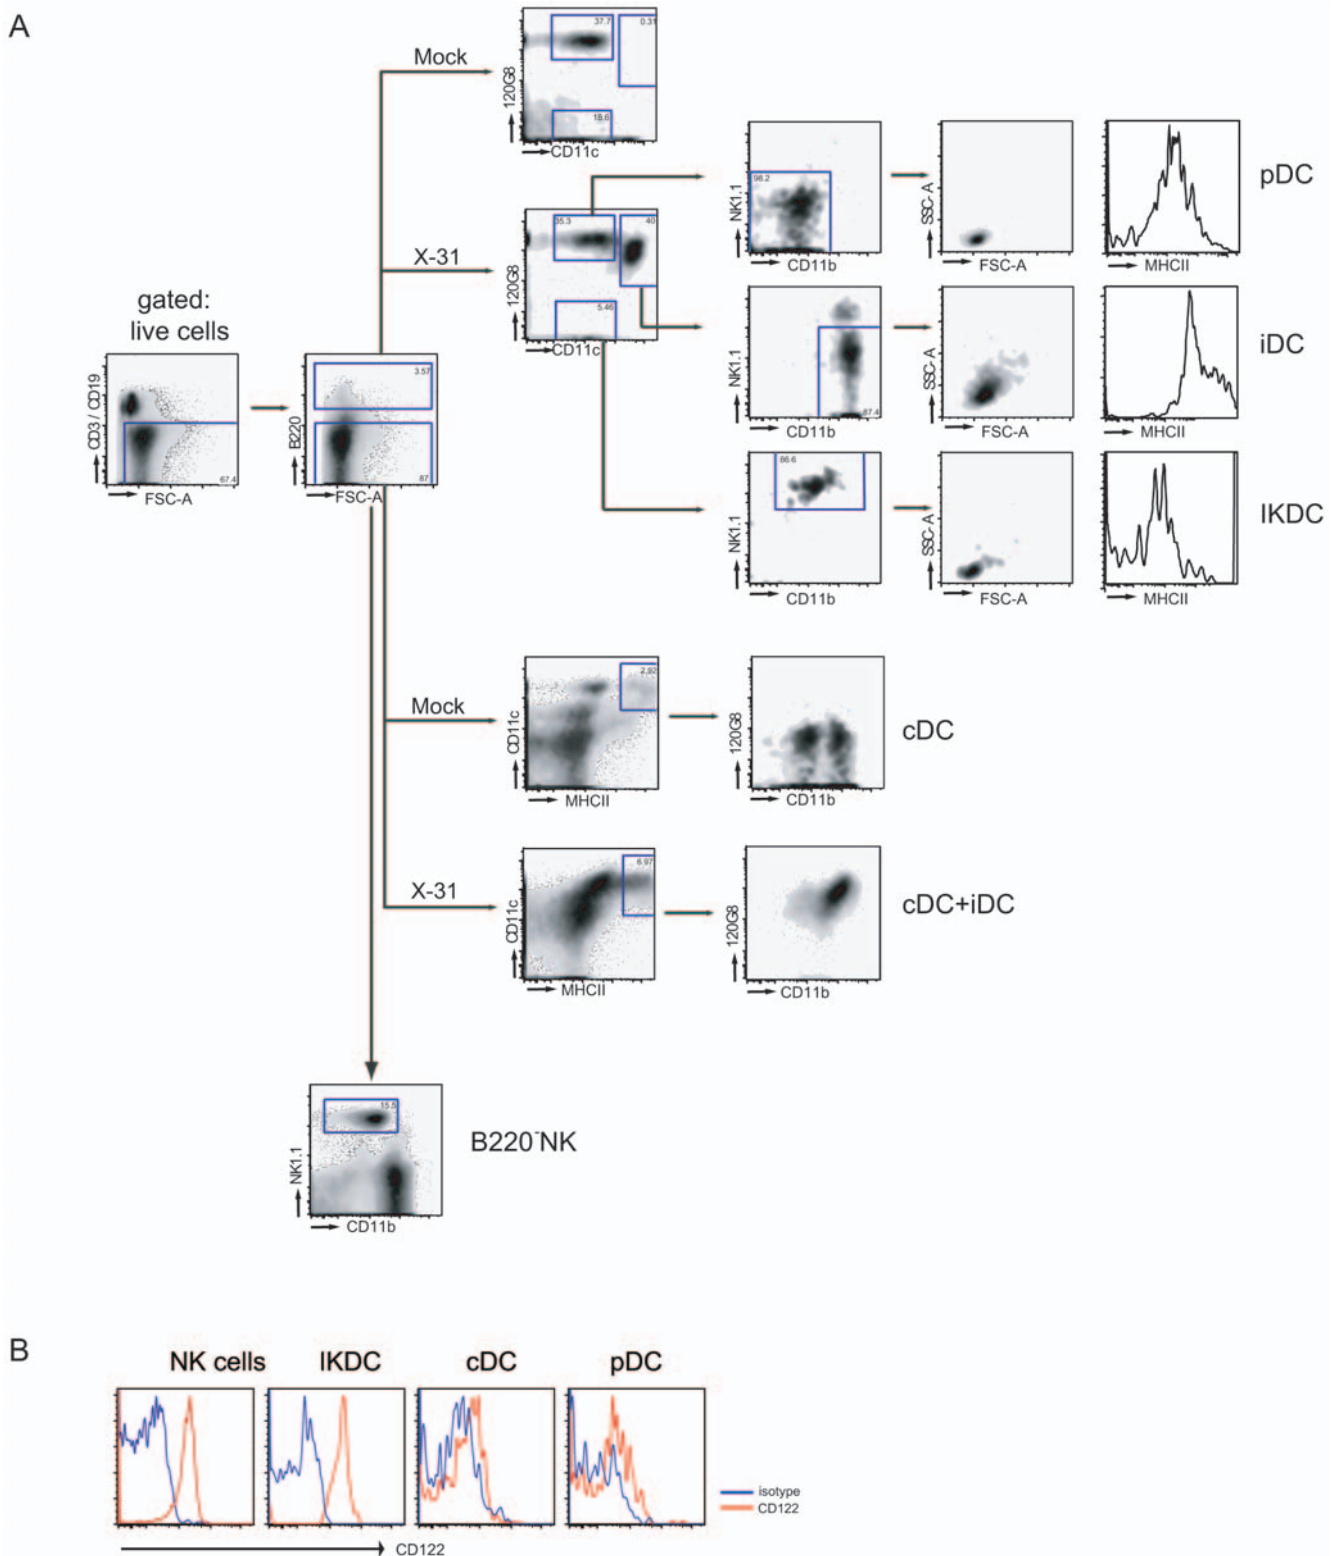 A
Mock
37.7
0.31
18.6
120G8
CD11c
X-31
35.3
40
5.46
120G8
CD11c
98.2
NK1.1
CD11b
SSC-A
FSC-A
MHCII
pDC
NK1.1
87.4
CD11b
SSC-A
FSC-A
MHCII
iDC
86.6
NK1.1
CD11b
SSC-A
FSC-A
MHCII
IKDC
gated:
live cells
CD3 / CD19
67.4
FSC-A
3.57
B220
87
FSC-A
Mock
2.92
CD11c
MHCII
120G8
CD11b
cDC
X-31
6.97
CD11c
MHCII
120G8
CD11b
cDC+iDC
15.5
NK1.1
CD11b
B220-NK
B
NK cells IKDC cDC pDC
isotype
CD122
CD122